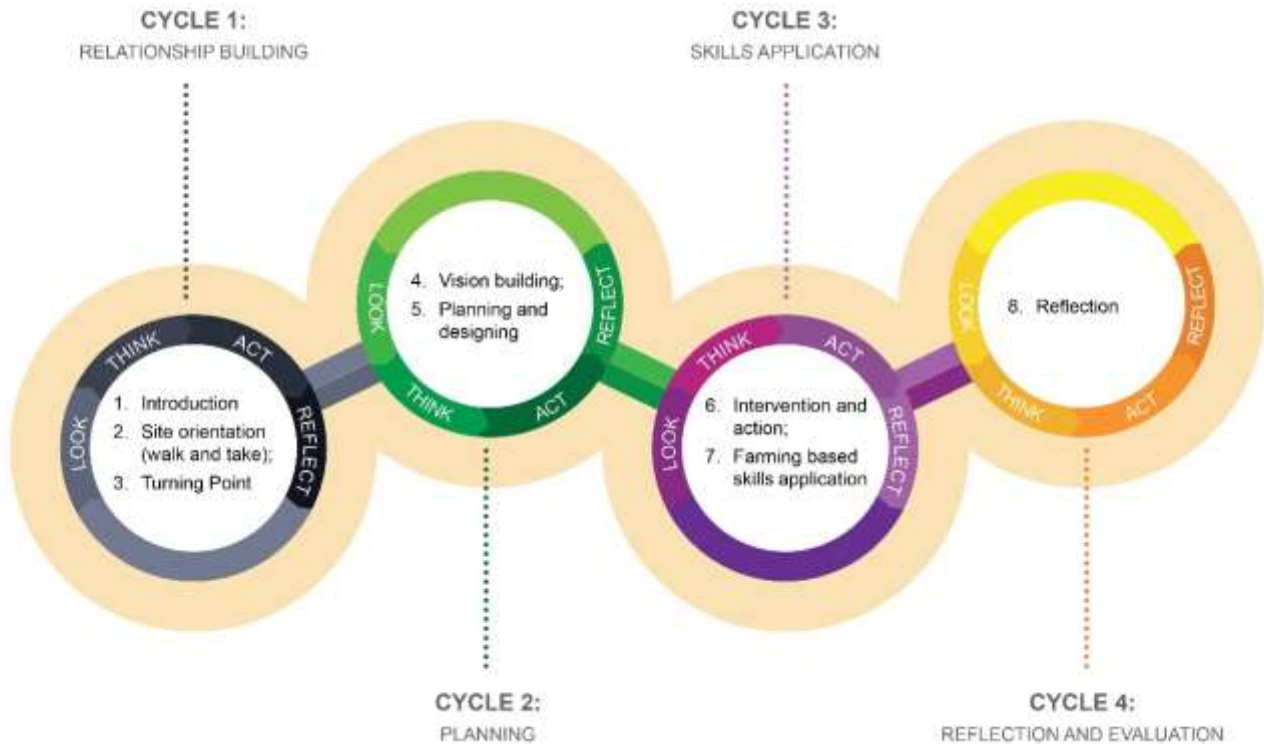 CYCLE 1:
RELATIONSHIP BUILDING
LOOK
THINK
ACT
REFLECT
1. Introduction
2. Site orientation
(walk and take);
3. Turning Point
LOOK
THINK
ACT
REFLECT
4. Vision building;
5. Planning and
designing
CYCLE 2:
PLANNING
CYCLE 3:
SKILLS APPLICATION
LOOK
THINK
ACT
REFLECT
6. Intervention and
action;
7. Farming based
skills application
LOOK
THINK
ACT
REFLECT
8. Reflection
CYCLE 4:
REFLECTION AND EVALUATION